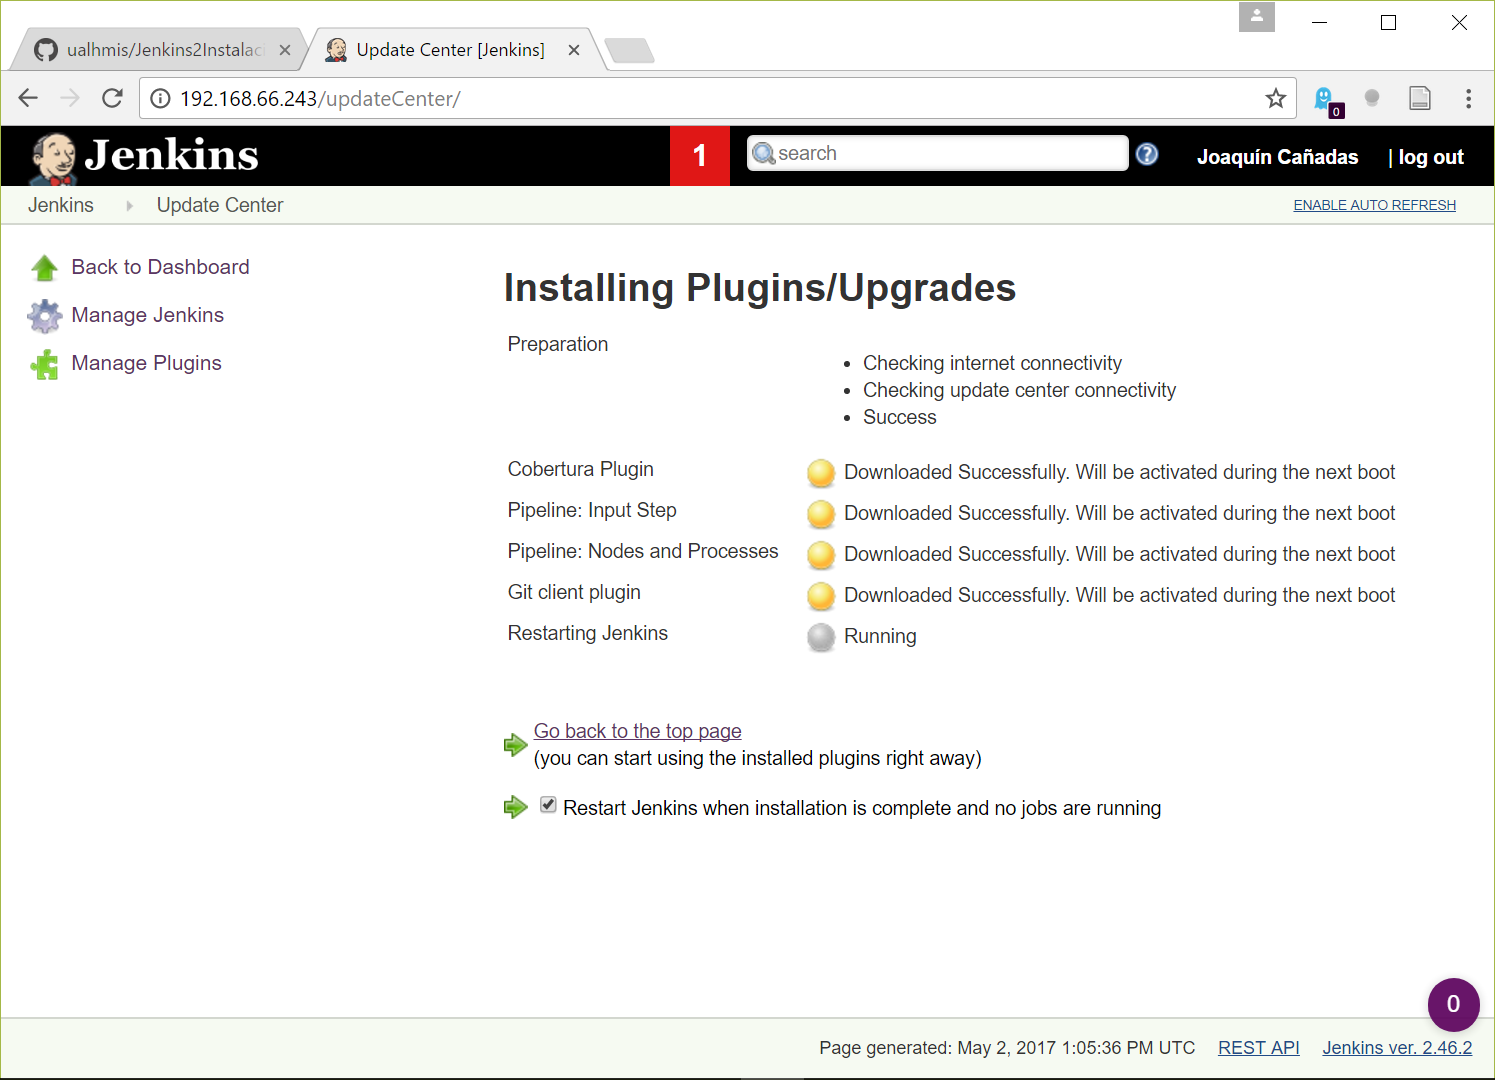 ualhmis/Jenkins2Instalaci
Update Center [Jenkins]
192.168.66.243/updateCenter/
0
Jenkins
1
search
?
Joaquín Cañadas
| log out
Jenkins
Update Center
ENABLE AUTO REFRESH
Back to Dashboard
Manage Jenkins
Manage Plugins
Installing Plugins/Upgrades
Preparation
• Checking internet connectivity
• Checking update center connectivity
• Success
Cobertura Plugin
Downloaded Successfully. Will be activated during the next boot
Pipeline: Input Step
Downloaded Successfully. Will be activated during the next boot
Pipeline: Nodes and Processes
Downloaded Successfully. Will be activated during the next boot
Git client plugin
Downloaded Successfully. Will be activated during the next boot
Restarting Jenkins
Running
Go back to the top page
(you can start using the installed plugins right away)
Restart Jenkins when installation is complete and no jobs are running
0
Page generated: May 2, 2017 1:05:36 PM UTC
REST API
Jenkins ver. 2.46.2